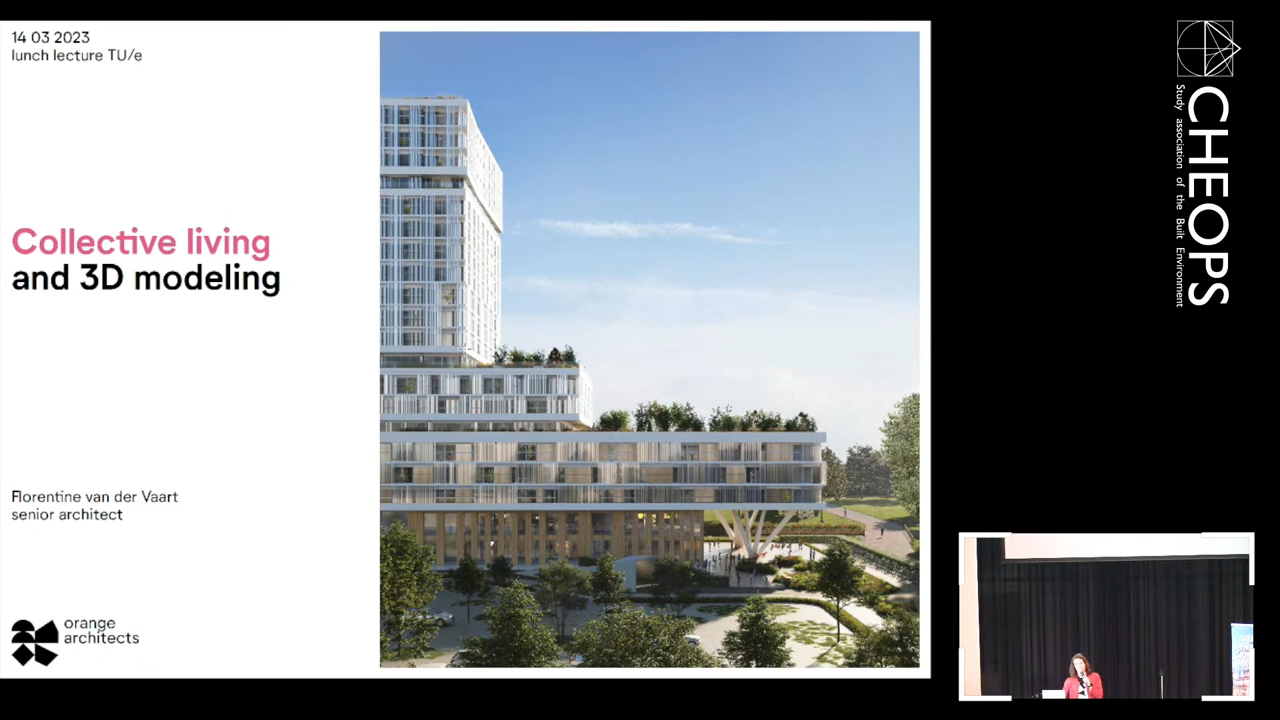 14 03 2023
lunch lecture TU/e
Collective living
and 3D modeling
Florentine van der Vaart
senior architect
orange
architects
CHEOPS
Study association of the Built Environment